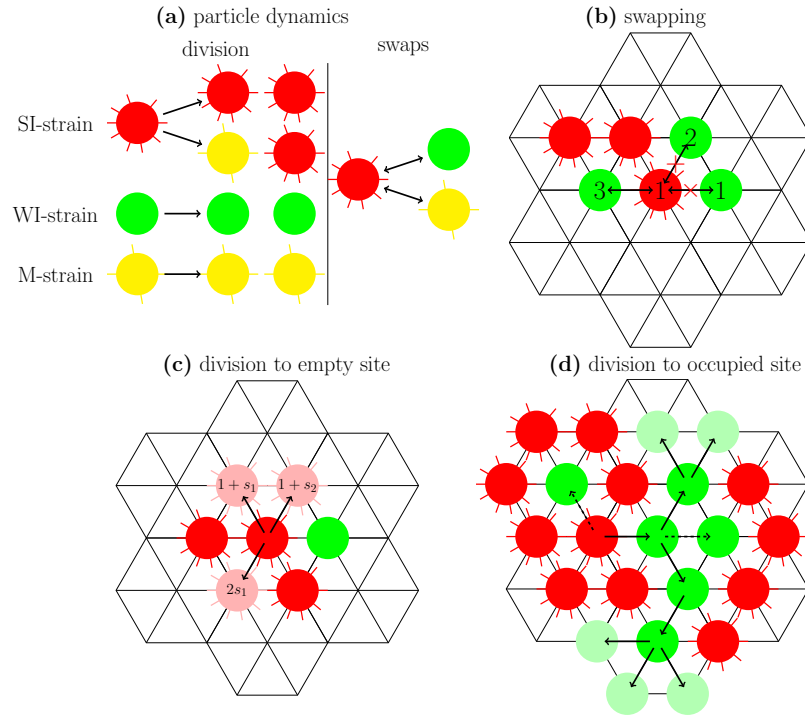 (a) particle dynamics
division
swaps
SI-strain
WI-strain
M-strain
(b) swapping
2
3 1 1
(c) division to empty site
1 + s₁ 1 + s₂
2s₁
(d) division to occupied site